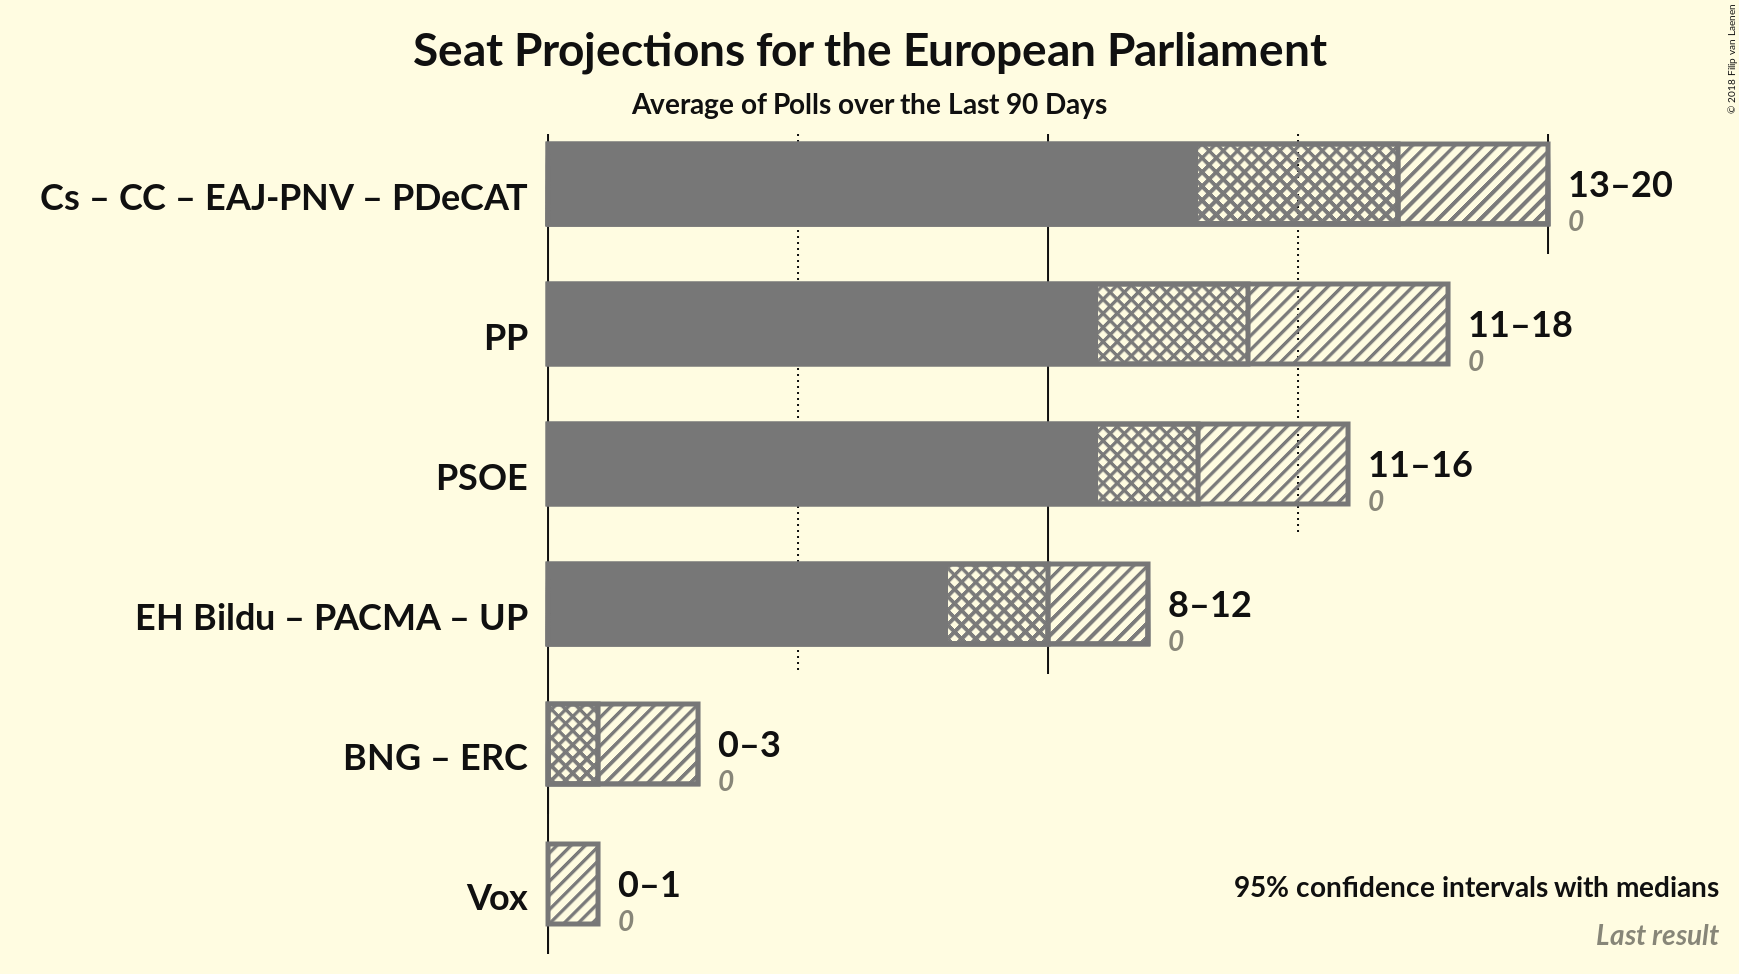 Seat Projections for the European Parliament
Average of Polls over the Last 90 Days
© 2018 Filip van Laenen
Cs – CC – EAJ-PNV – PDeCAT
13–20
0
PP
11–18
0
PSOE
11–16
0
EH Bildu – PACMA – UP
8–12
0
BNG – ERC
0–3
0
Vox
0–1
0
95% confidence intervals with medians
Last result